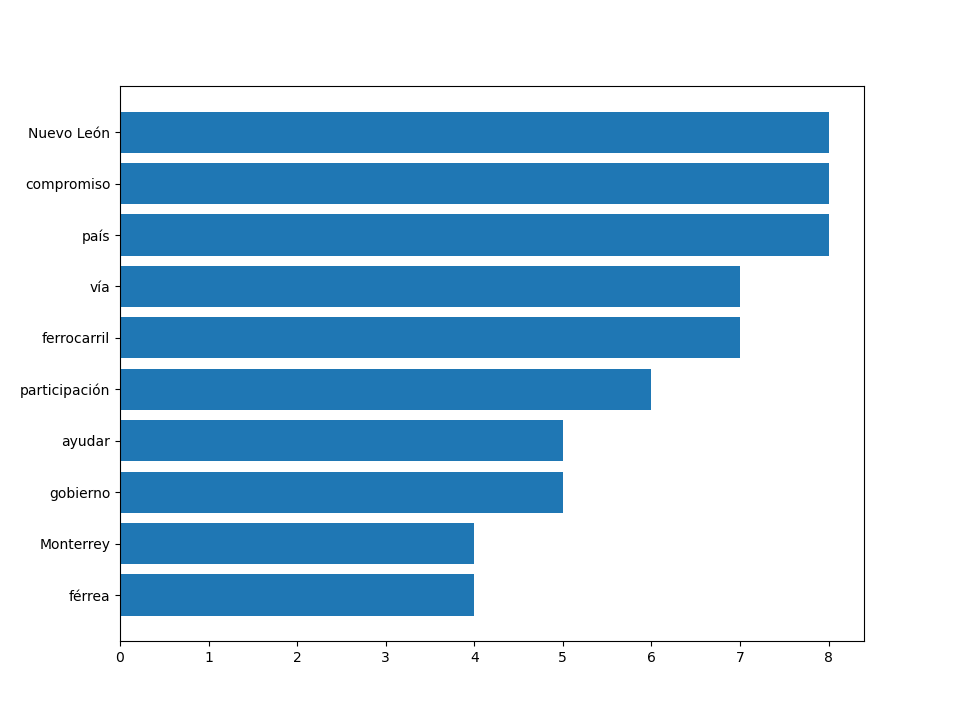 Nuevo León
compromiso
país
vía
ferrocarril
participación
ayudar
gobierno
Monterrey
férrea
0 1 2 3 4 5 6 7 8